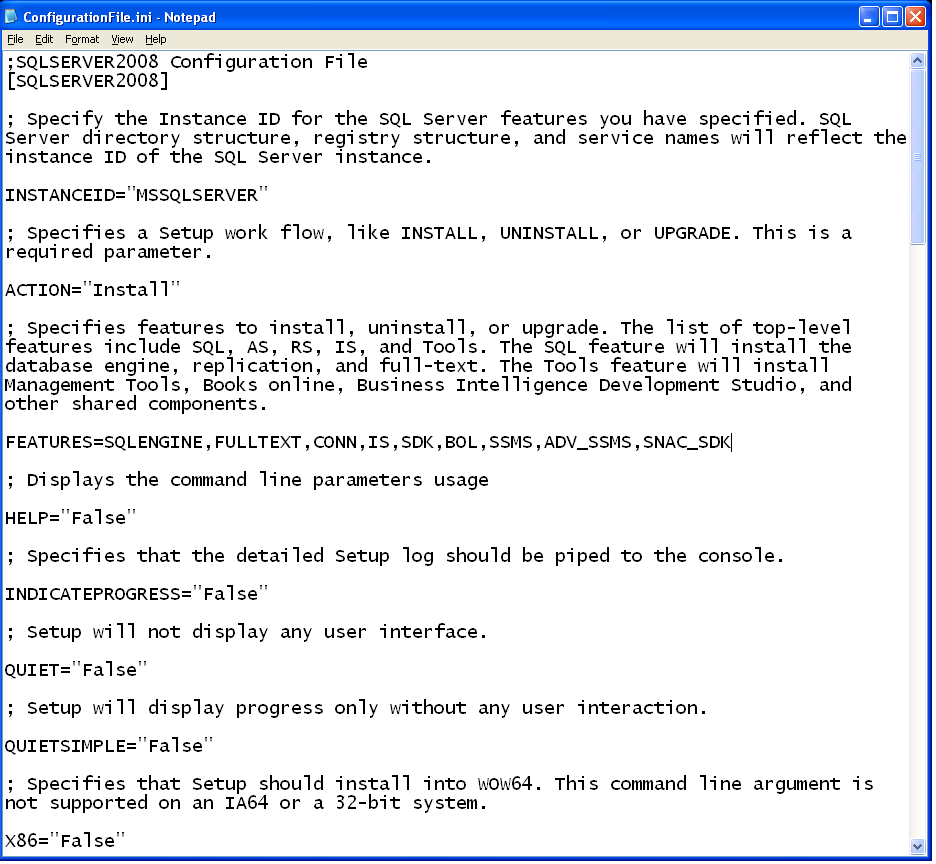 ConfigurationFile.ini - Notepad
File Edit Format View Help
;SQLSERVER2008 Configuration File
[SQLSERVER2008]
; Specify the Instance ID for the SQL Server features you have specified. SQL
Server directory structure, registry structure, and service names will reflect the
instance ID of the SQL Server instance.
INSTANCEID="MSSQLSERVER"
; Specifies a Setup work flow, like INSTALL, UNINSTALL, or UPGRADE. This is a
required parameter.
ACTION="Install"
; Specifies features to install, uninstall, or upgrade. The list of top-level
features include SQL, AS, RS, IS, and Tools. The SQL feature will install the
database engine, replication, and full-text. The Tools feature will install
Management Tools, Books online, Business Intelligence Development Studio, and
other shared components.
FEATURES=SQLENGINE,FULLTEXT,CONN,IS,SDK,BOL,SSMS,ADV_SSMS,SNAC_SDK
; Displays the command line parameters usage
HELP="False"
; Specifies that the detailed Setup log should be piped to the console.
INDICATEPROGRESS="False"
; Setup will not display any user interface.
QUIET="False"
; Setup will display progress only without any user interaction.
QUIETSIMPLE="False"
; Specifies that Setup should install into WOW64. This command line argument is
not supported on an IA64 or a 32-bit system.
X86="False"